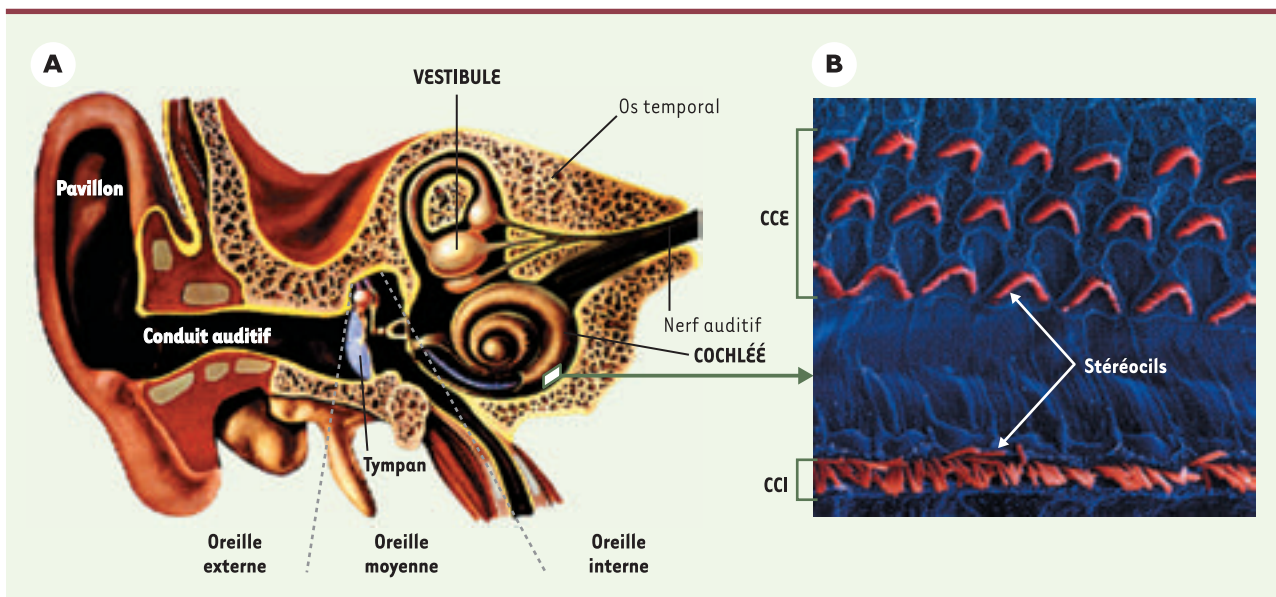 A
B
VESTIBULE
Os temporal
Pavillon
CCE
Conduit auditif
Nerf auditif
COCHLÉÉ
Stéréocils
Tympan
CCI
Oreille
externe
Oreille
moyenne
Oreille
interne